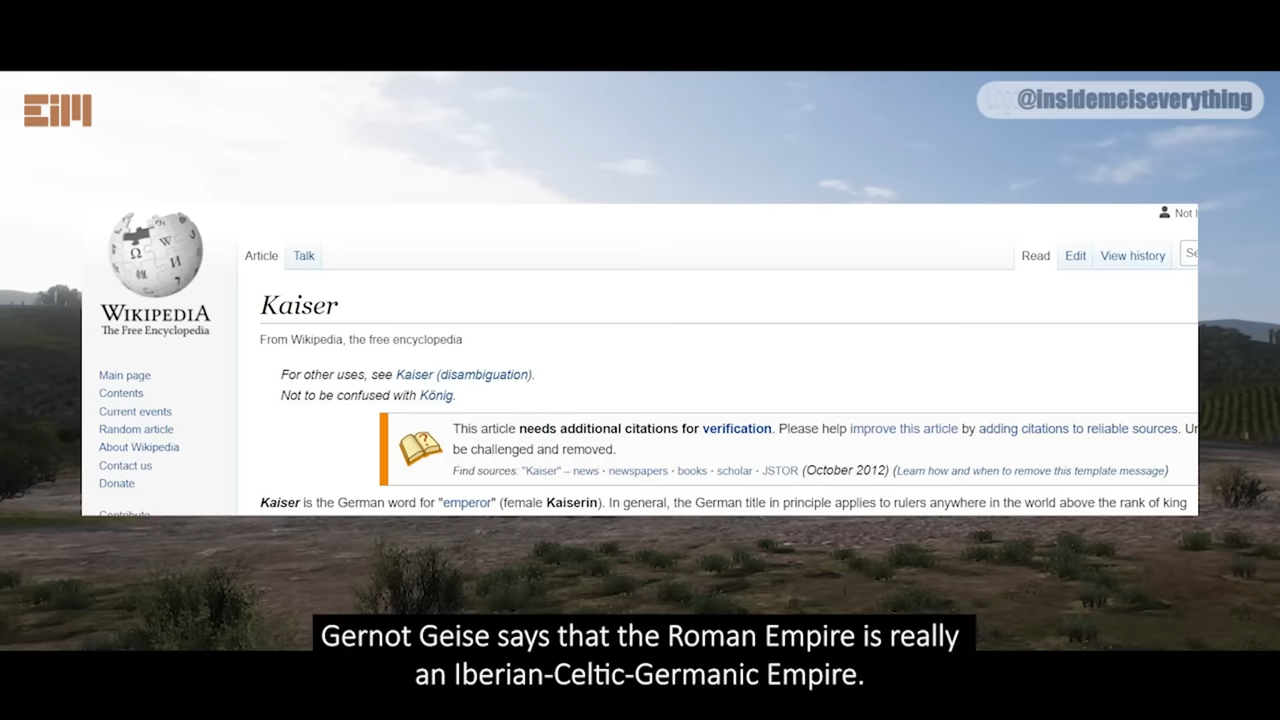 EiM
@insidemeiseverything
Not l
Article
Talk
Read
Edit
View history
Se
WIKIPEDIA
The Free Encyclopedia
Kaiser
From Wikipedia, the free encyclopedia
For other uses, see Kaiser (disambiguation).
Not to be confused with König.
This article needs additional citations for verification. Please help improve this article by adding citations to reliable sources. Un
be challenged and removed.
Find sources: "Kaiser" – news · newspapers · books · scholar · JSTOR (October 2012) (Learn how and when to remove this template message)
Kaiser is the German word for "emperor" (female Kaiserin). In general, the German title in principle applies to rulers anywhere in the world above the rank of king
Main page
Contents
Current events
Random article
About Wikipedia
Contact us
Donate
Contribute
Gernot Geise says that the Roman Empire is really
an Iberian-Celtic-Germanic Empire.